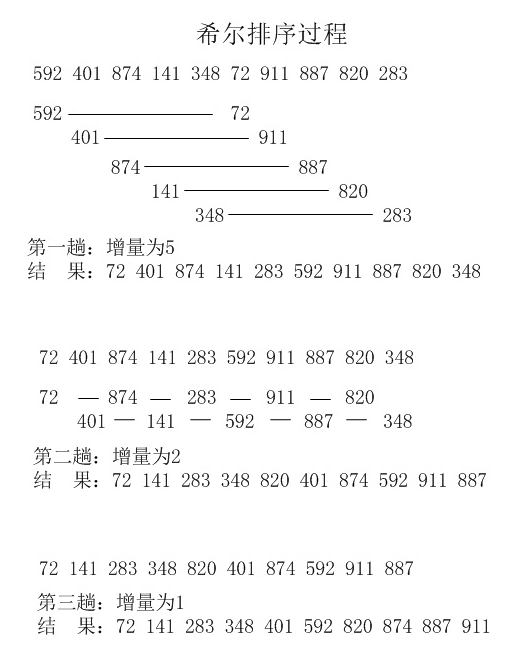 希尔排序过程
592 401 874 141 348 72 911 887 820 283
592 72
401 911
874 887
141 820
348 283
第一趟：增量为5
结 果：72 401 874 141 283 592 911 887 820 348
72 401 874 141 283 592 911 887 820 348
72 — 874 — 283 — 911 — 820
401 — 141 — 592 — 887 — 348
第二趟：增量为2
结 果：72 141 283 348 820 401 874 592 911 887
72 141 283 348 820 401 874 592 911 887
第三趟：增量为1
结 果：72 141 283 348 401 592 820 874 887 911